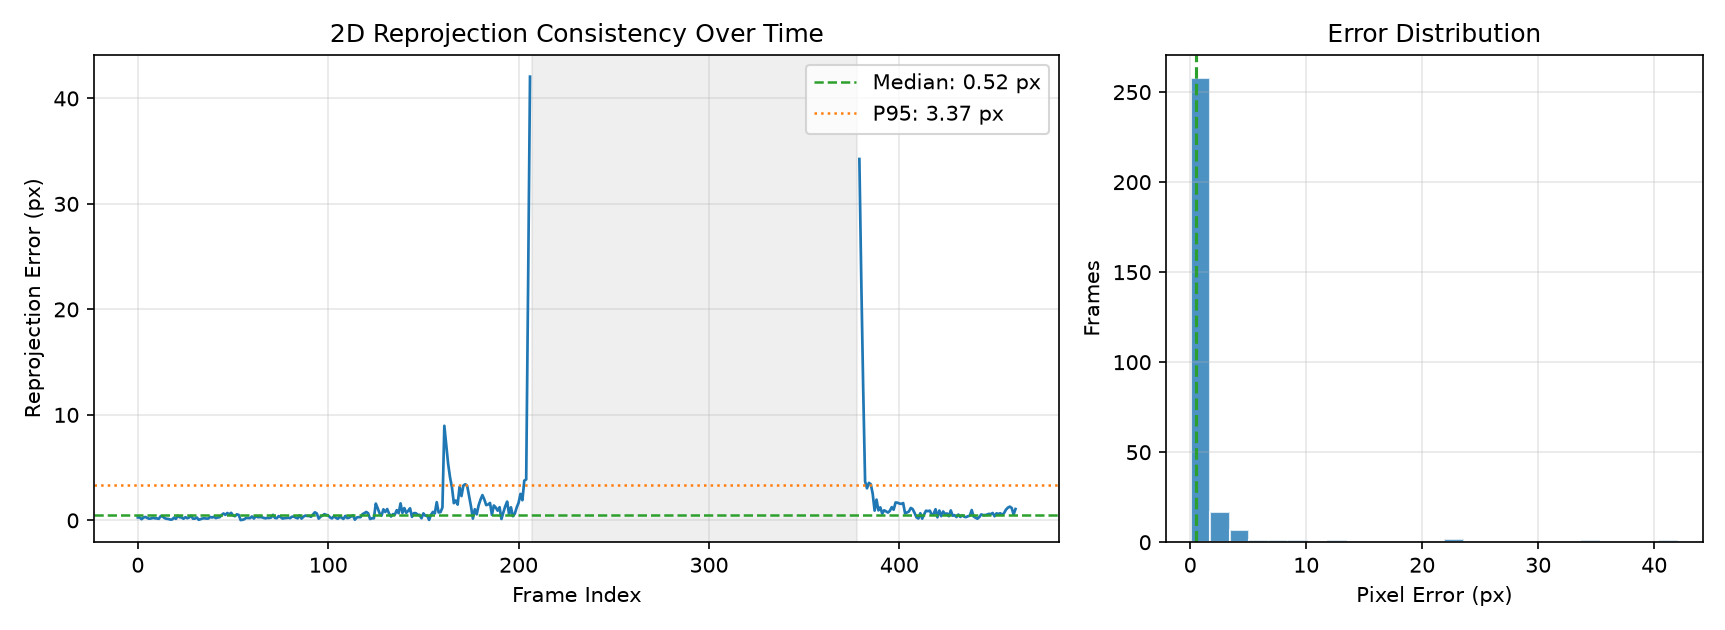 2D Reprojection Consistency Over Time
Reprojection Error (px)
40
30
20
10
0
Median: 0.52 px
P95: 3.37 px
0 100 200 300 400
Frame Index
Error Distribution
Frames
250
200
150
100
50
0
0 10 20 30 40
Pixel Error (px)